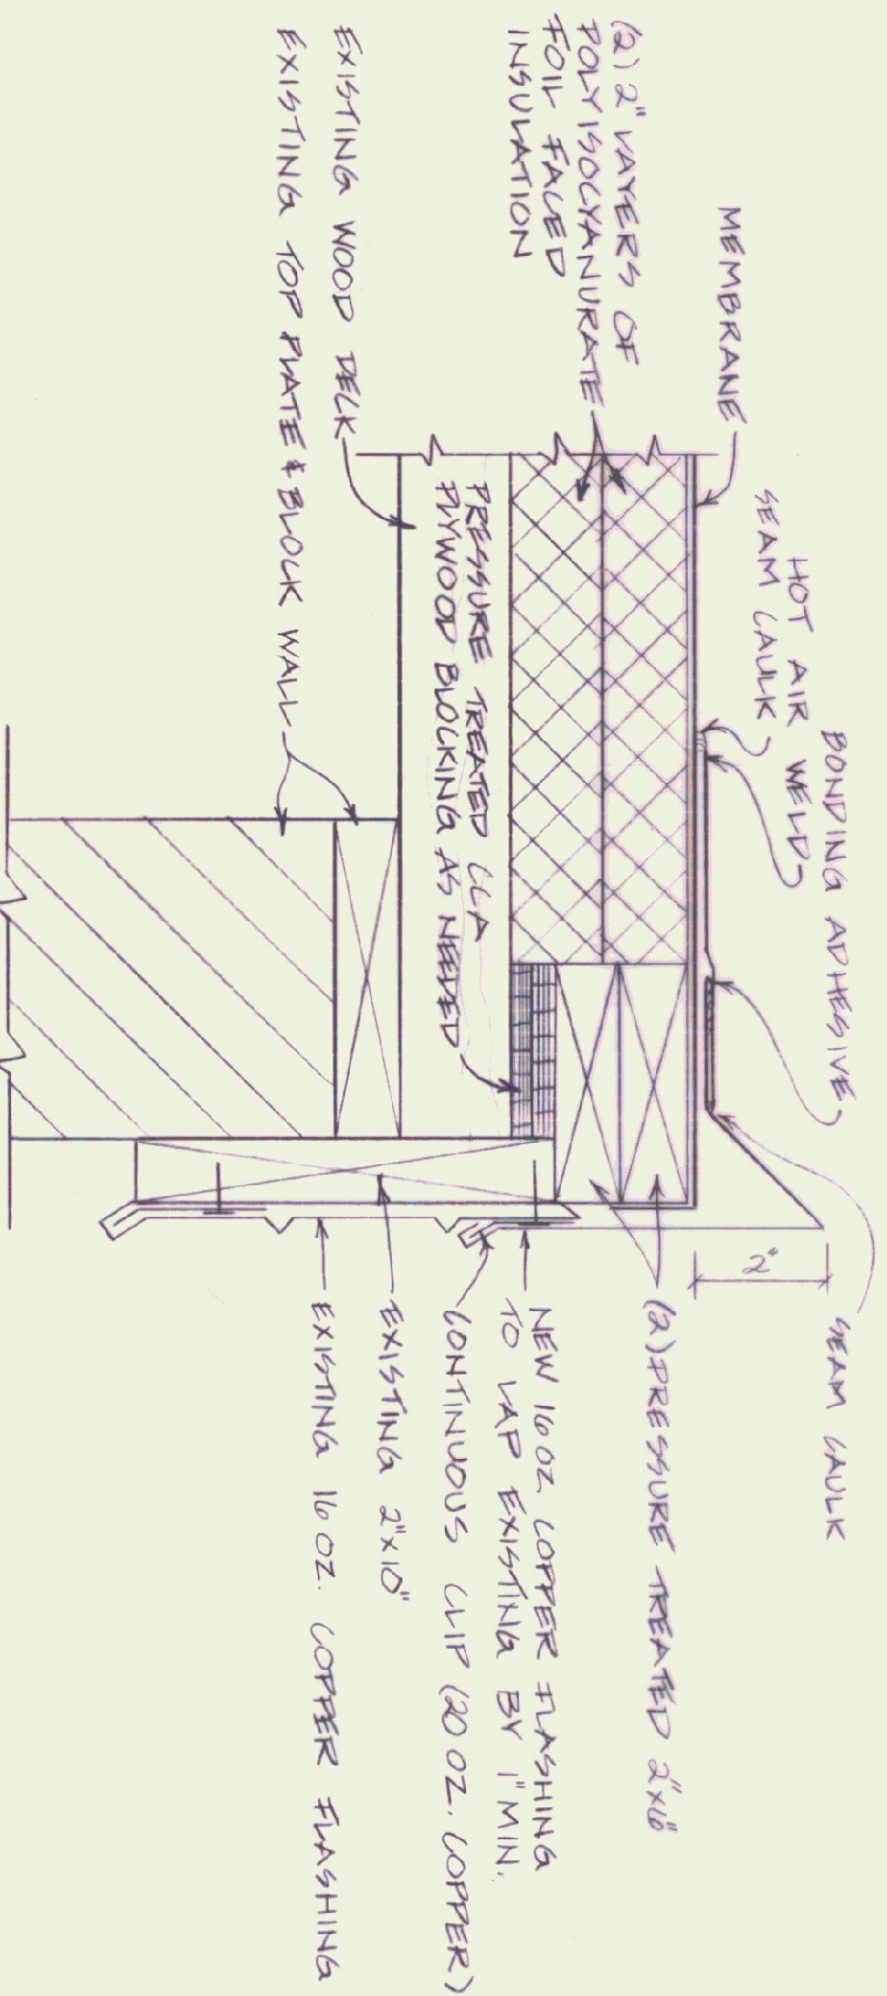 MEMBRANE
(2) 2" LAYERS OF
POLYISOCYANURATE
FOIL FACED
INSULATION
EXISTING WOOD DECK
EXISTING TOP PLATE & BLOCK WALL
SEAM CAULK
HOT AIR WELD
BONDING ADHESIVE
PRESSURE TREATED CCA
PLYWOOD BLOCKING AS NEEDED
2"
SEAM CAULK
(2) PRESSURE TREATED 2"x6"
NEW 16 OZ. COPPER FLASHING
TO LAP EXISTING BY 1" MIN.
CONTINUOUS CLIP (20 OZ. COPPER)
EXISTING 2"x10"
EXISTING 16 OZ. COPPER FLASHING